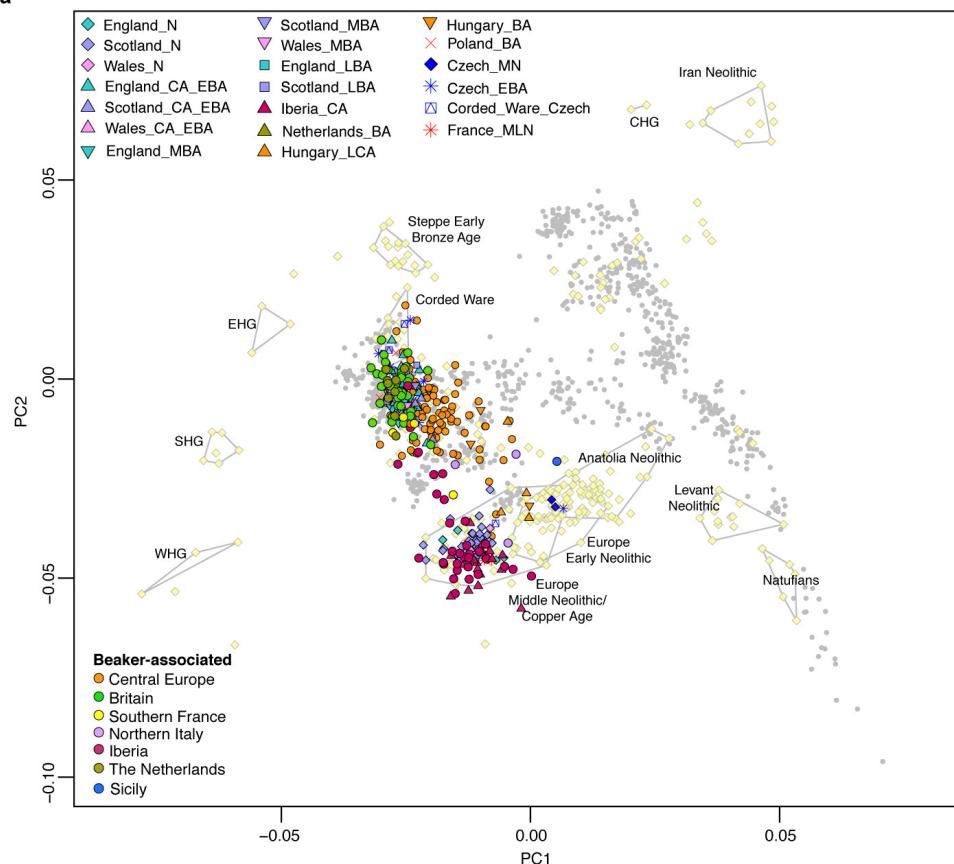 England_N
Scotland_N
Wales_N
England_CA_EBA
Scotland_CA_EBA
Wales_CA_EBA
England_MBA
Scotland_MBA
Wales_MBA
England_LBA
Scotland_LBA
Iberia_CA
Netherlands_BA
Hungary_LCA
Hungary_BA
Poland_BA
Czech_MN
Czech_EBA
Corded_Ware_Czech
France_MLN
Iran Neolithic
CHG
Steppe Early
Bronze Age
Corded Ware
EHG
SHG
WHG
Anatolia Neolithic
Levant
Neolithic
Europe
Early Neolithic
Natufians
Europe
Middle Neolithic/
Copper Age
Beaker-associated
Central Europe
Britain
Southern France
Northern Italy
Iberia
The Netherlands
Sicily
0.05
0.00
−0.05
−0.10
PC2
−0.05
0.00
0.05
PC1